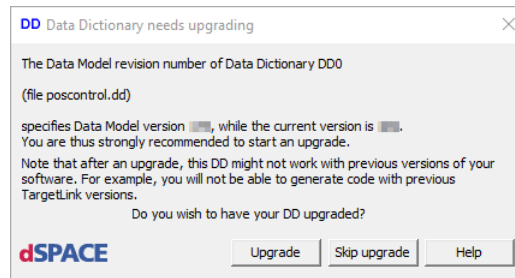 DD Data Dictionary needs upgrading
The Data Model revision number of Data Dictionary DD0
(file poscontrol.dd)
specifies Data Model version , while the current version is .
You are thus strongly recommended to start an upgrade.
Note that after an upgrade, this DD might not work with previous versions of your
software. For example, you will not be able to generate code with previous
TargetLink versions.
Do you wish to have your DD upgraded?
dSPACE Upgrade Skip upgrade Help